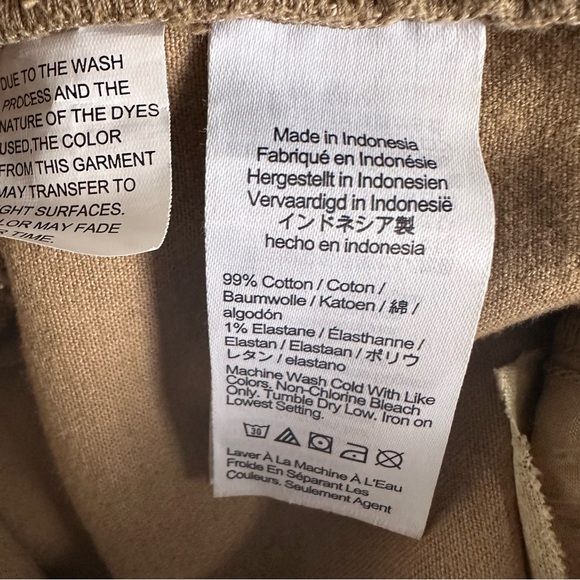 DUE TO THE WASH
PROCESS AND THE
NATURE OF THE DYES
USED,THE COLOR
FROM THIS GARMENT
MAY TRANSFER TO
SURFACES.
MAY FADE
TIME.
Made in Indonesia
Fabriqué en Indonésie
Hergestellt in Indonesien
Vervaardigd in Indonesië
インドネシア製
hecho en indonesia
99% Cotton / Coton /
Baumwolle / Katoen / 綿 /
algodón
1% Elastane / Élasthanne /
Elastan / Elastaan / ポリウ
レタン / elastano
Machine Wash Cold With Like
Colors, Non-Chlorine Bleach
Only. Tumble Dry Low. Iron on
Lowest Setting.
30
Laver À La Machine À L'Eau
Froide En Séparant Les
Couleurs. Seulement Agent